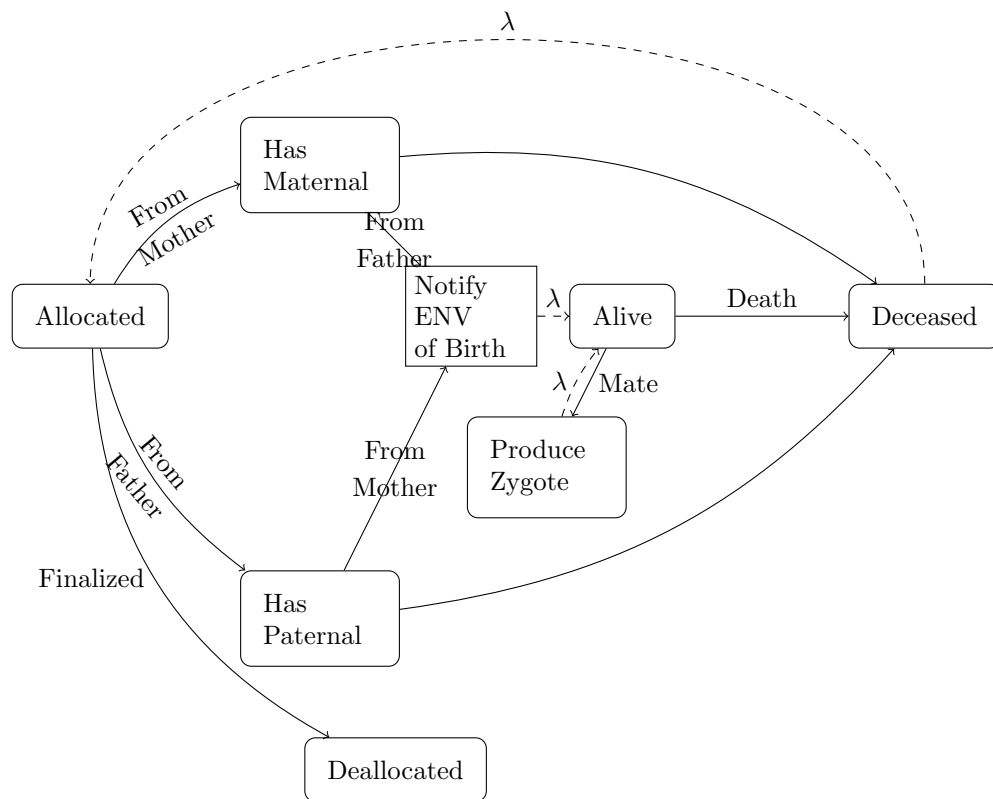 λ
Has
Maternal
From
Mother
From
Father
Allocated
Notify
ENV
of Birth
λ
Alive
Death
Deceased
λ
Mate
From
Father
From
Mother
Produce
Zygote
Finalized
Has
Paternal
Deallocated